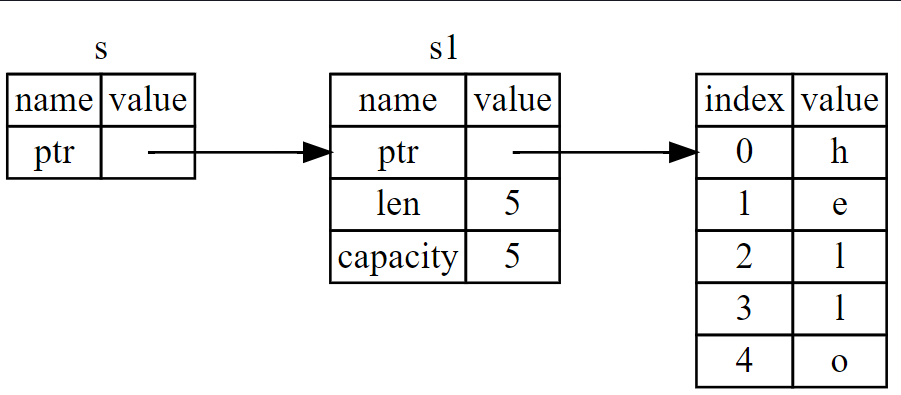 s
name value
ptr
s1
name value
ptr
len 5
capacity 5
index value
0 h
1 e
2 l
3 l
4 o